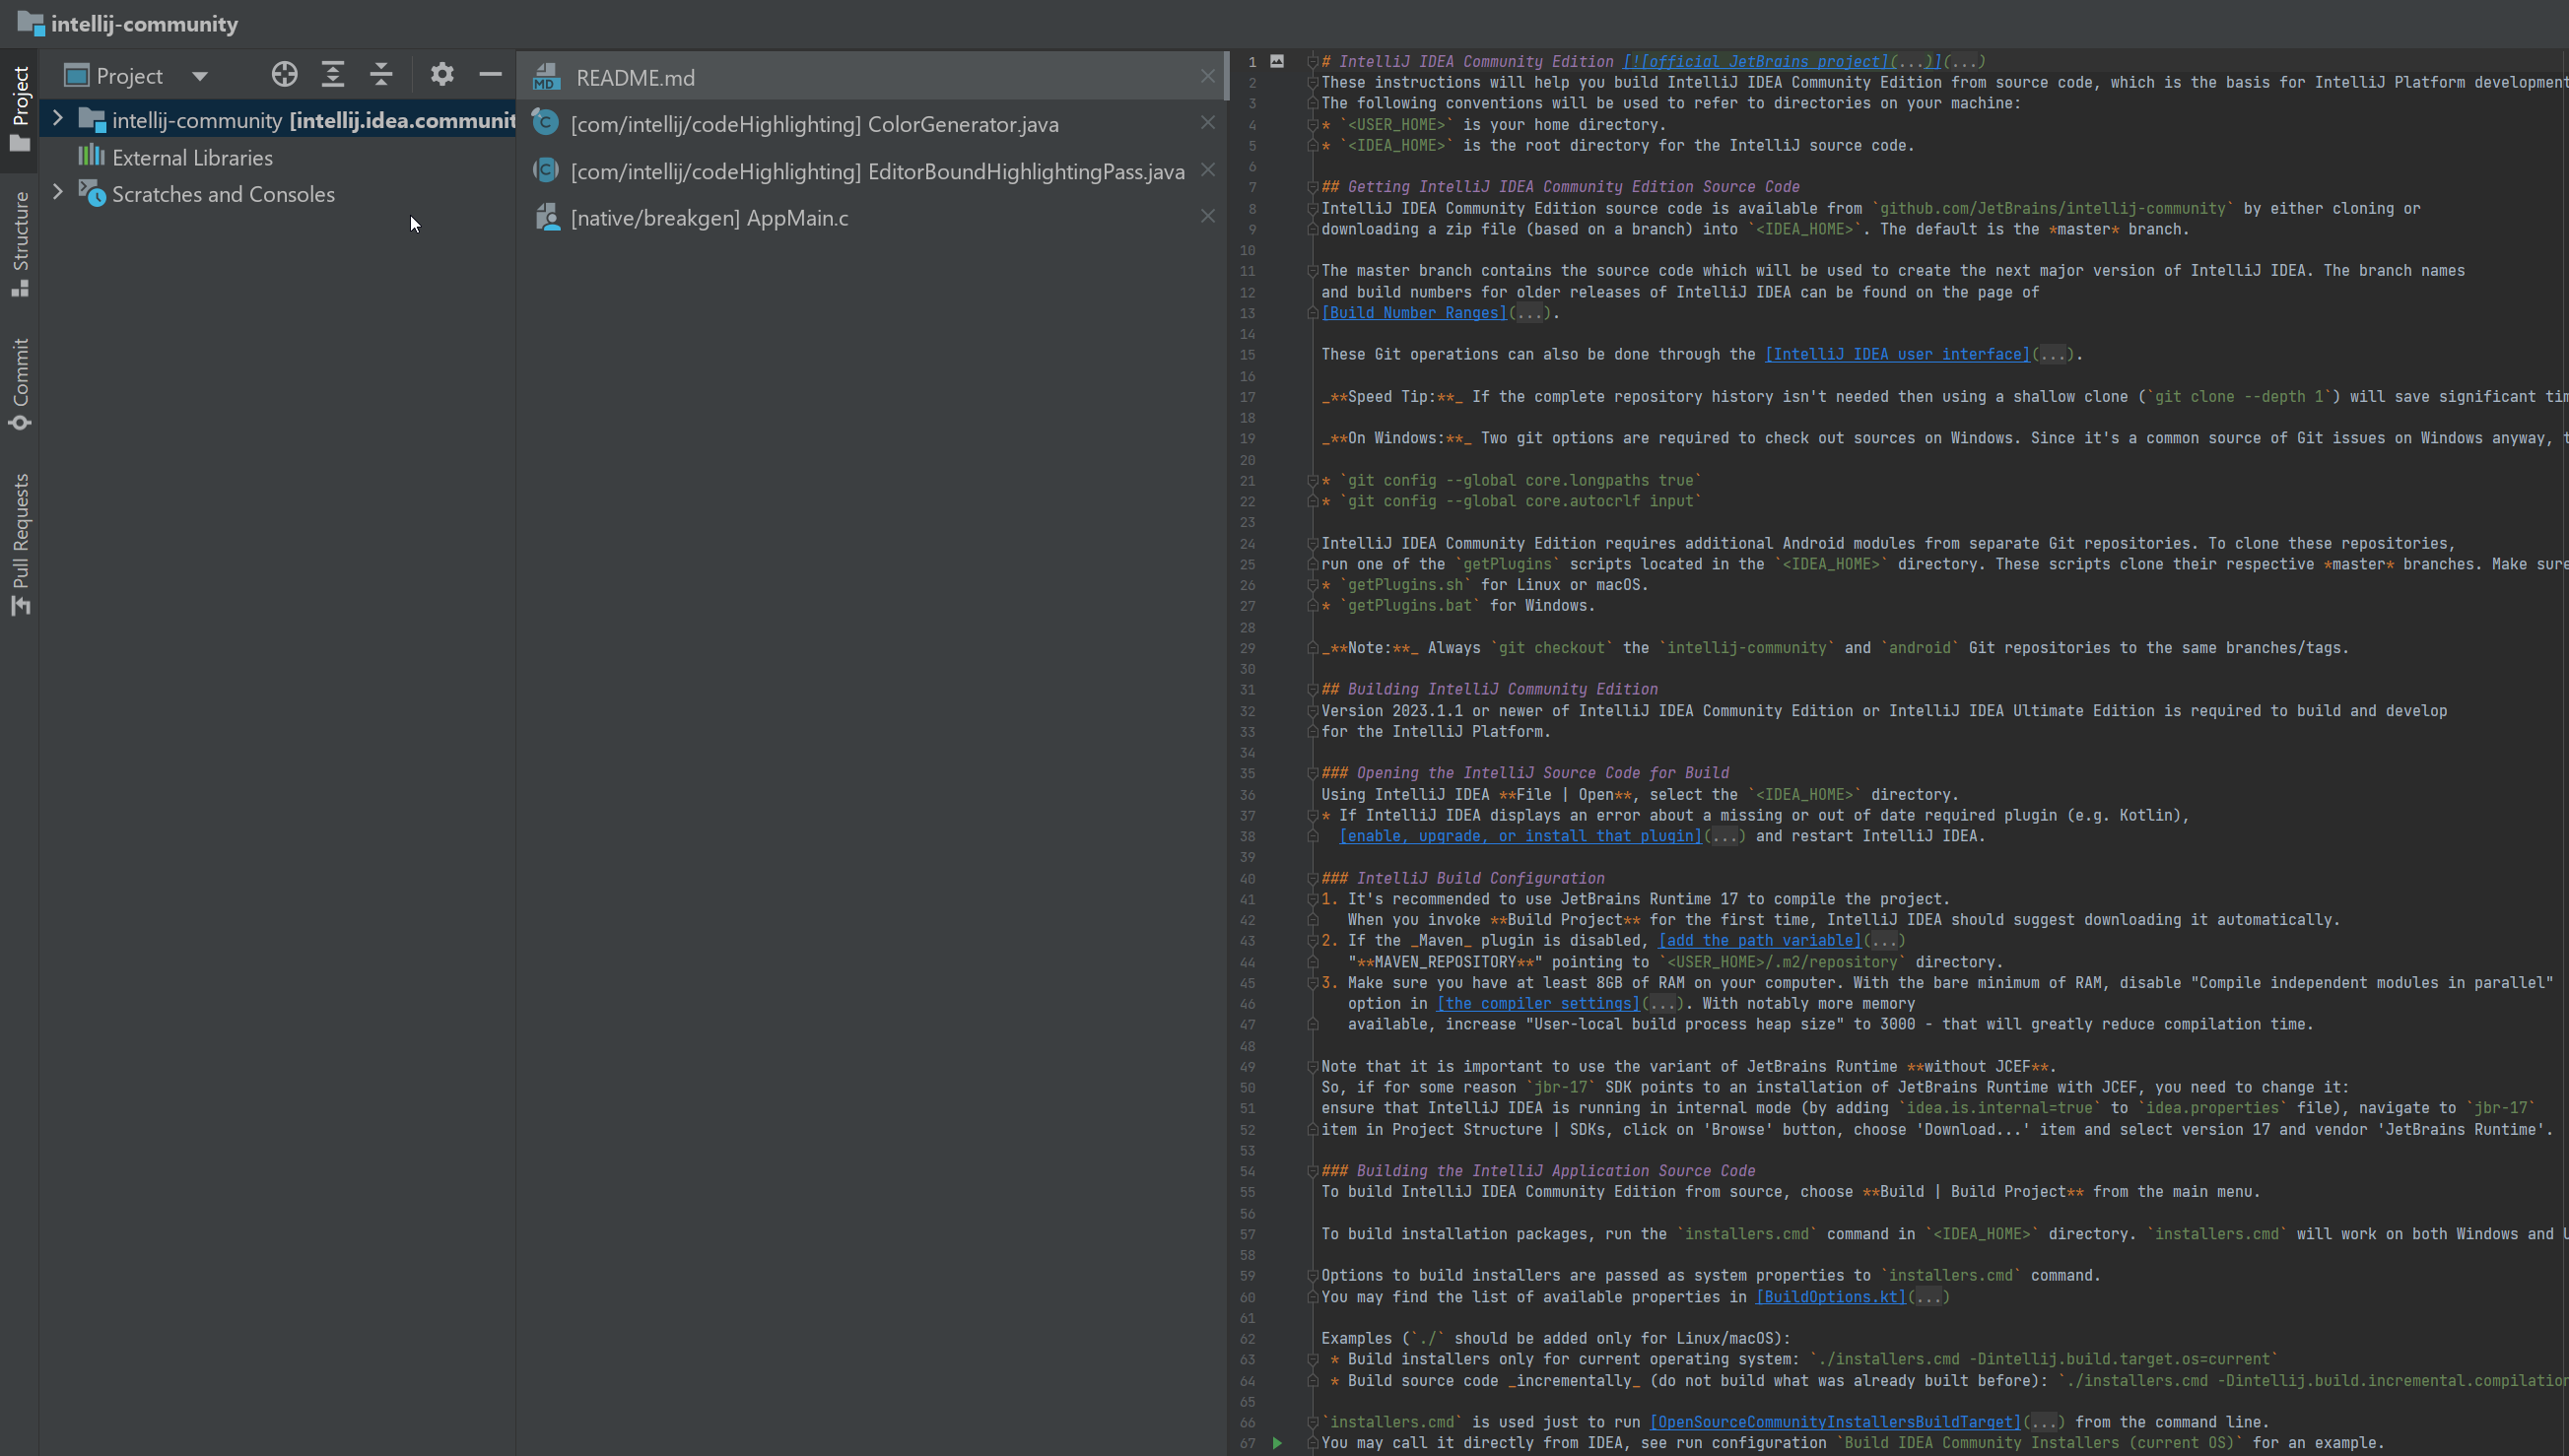 intellij-community
Project
Structure
Commit
Pull Requests
Project
intellij-community [intellij.idea.communit
External Libraries
Scratches and Consoles
README.md
[com/intellij/codeHighlighting] ColorGenerator.java
[com/intellij/codeHighlighting] EditorBoundHighlightingPass.java
[native/breakgen] AppMain.c
1 # IntelliJ IDEA Community Edition [![official JetBrains project](...)](...)
2 These instructions will help you build IntelliJ IDEA Community Edition from source code, which is the basis for IntelliJ Platform development
3 The following conventions will be used to refer to directories on your machine:
4 * `<USER_HOME>` is your home directory.
5 * `<IDEA_HOME>` is the root directory for the IntelliJ source code.
6
7 ## Getting IntelliJ IDEA Community Edition Source Code
8 IntelliJ IDEA Community Edition source code is available from `github.com/JetBrains/intellij-community` by either cloning or
9 downloading a zip file (based on a branch) into `<IDEA_HOME>`. The default is the *master* branch.
10
11 The master branch contains the source code which will be used to create the next major version of IntelliJ IDEA. The branch names
12 and build numbers for older releases of IntelliJ IDEA can be found on the page of
13 [Build Number Ranges](...).
14
15 These Git operations can also be done through the [IntelliJ IDEA user interface](...).
16
17 _**Speed Tip:**_ If the complete repository history isn't needed then using a shallow clone (`git clone --depth 1`) will save significant tim
18
19 _**On Windows:**_ Two git options are required to check out sources on Windows. Since it's a common source of Git issues on Windows anyway, t
20
21 * `git config --global core.longpaths true`
22 * `git config --global core.autocrlf input`
23
24 IntelliJ IDEA Community Edition requires additional Android modules from separate Git repositories. To clone these repositories,
25 run one of the `getPlugins` scripts located in the `<IDEA_HOME>` directory. These scripts clone their respective *master* branches. Make sure
26 * `getPlugins.sh` for Linux or macOS.
27 * `getPlugins.bat` for Windows.
28
29 _**Note:**_ Always `git checkout` the `intellij-community` and `android` Git repositories to the same branches/tags.
30
31 ## Building IntelliJ Community Edition
32 Version 2023.1.1 or newer of IntelliJ IDEA Community Edition or IntelliJ IDEA Ultimate Edition is required to build and develop
33 for the IntelliJ Platform.
34
35 ### Opening the IntelliJ Source Code for Build
36 Using IntelliJ IDEA **File | Open**, select the `<IDEA_HOME>` directory.
37 * If IntelliJ IDEA displays an error about a missing or out of date required plugin (e.g. Kotlin),
38 [enable, upgrade, or install that plugin](...) and restart IntelliJ IDEA.
39
40 ### IntelliJ Build Configuration
41 1. It's recommended to use JetBrains Runtime 17 to compile the project.
42 When you invoke **Build Project** for the first time, IntelliJ IDEA should suggest downloading it automatically.
43 2. If the _Maven_ plugin is disabled, [add the path variable](...)
44 "**MAVEN_REPOSITORY**" pointing to `<USER_HOME>/.m2/repository` directory.
45 3. Make sure you have at least 8GB of RAM on your computer. With the bare minimum of RAM, disable "Compile independent modules in parallel"
46 option in [the compiler settings](...). With notably more memory
47 available, increase "User-local build process heap size" to 3000 - that will greatly reduce compilation time.
48
49 Note that it is important to use the variant of JetBrains Runtime **without JCEF**.
50 So, if for some reason `jbr-17` SDK points to an installation of JetBrains Runtime with JCEF, you need to change it:
51 ensure that IntelliJ IDEA is running in internal mode (by adding `idea.is.internal=true` to `idea.properties` file), navigate to `jbr-17`
52 item in Project Structure | SDKs, click on 'Browse' button, choose 'Download...' item and select version 17 and vendor 'JetBrains Runtime'.
53
54 ### Building the IntelliJ Application Source Code
55 To build IntelliJ IDEA Community Edition from source, choose **Build | Build Project** from the main menu.
56
57 To build installation packages, run the `installers.cmd` command in `<IDEA_HOME>` directory. `installers.cmd` will work on both Windows and U
58
59 Options to build installers are passed as system properties to `installers.cmd` command.
60 You may find the list of available properties in [BuildOptions.kt](...)
61
62 Examples (`./` should be added only for Linux/macOS):
63 * Build installers only for current operating system: `./installers.cmd -Dintellij.build.target.os=current`
64 * Build source code _incrementally_ (do not build what was already built before): `./installers.cmd -Dintellij.build.incremental.compilation
65
66 `installers.cmd` is used just to run [OpenSourceCommunityInstallersBuildTarget](...) from the command line.
67 You may call it directly from IDEA, see run configuration `Build IDEA Community Installers (current OS)` for an example.